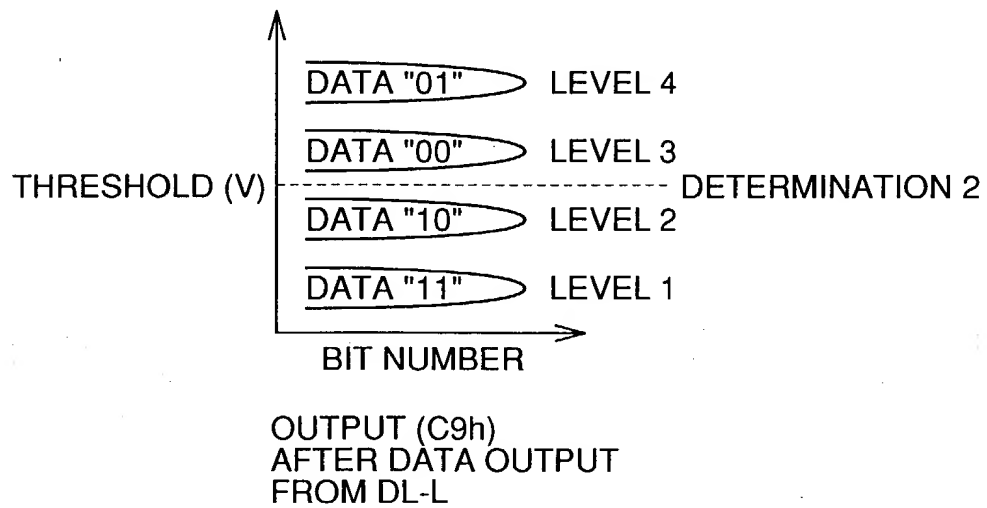 DATA "01" LEVEL 4
DATA "00" LEVEL 3
THRESHOLD (V) DETERMINATION 2
DATA "10" LEVEL 2
DATA "11" LEVEL 1
BIT NUMBER
OUTPUT (C9h)
AFTER DATA OUTPUT
FROM DL-L